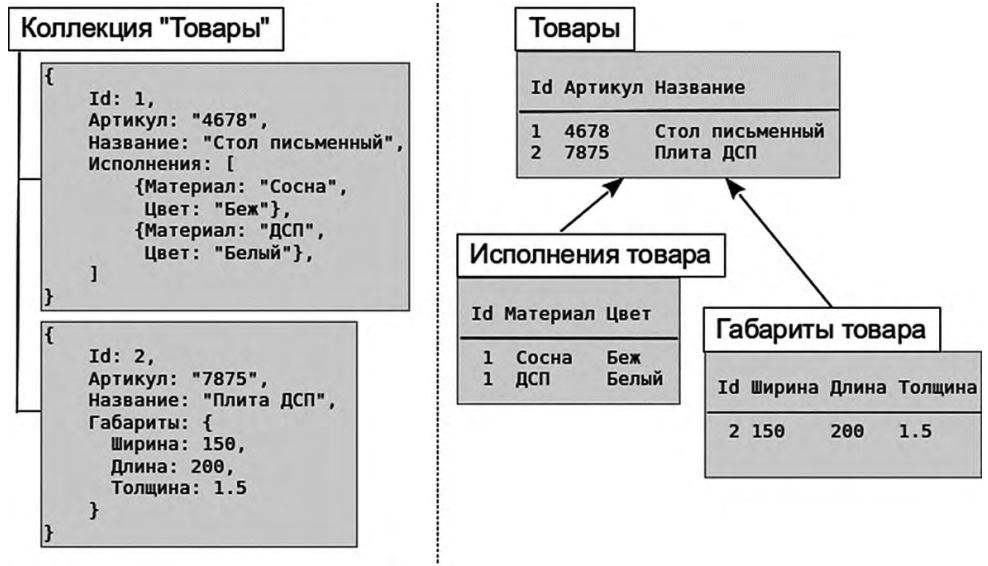 Коллекция "Товары"
{
Id: 1,
Артикул: "4678",
Название: "Стол письменный",
Исполнения: [
{Материал: "Сосна",
Цвет: "Беж"},
{Материал: "ДСП",
Цвет: "Белый"},
]
}
{
Id: 2,
Артикул: "7875",
Название: "Плита ДСП",
Габариты: {
Ширина: 150,
Длина: 200,
Толщина: 1.5
}
}
Товары
Id Артикул Название
1 4678 Стол письменный
2 7875 Плита ДСП
Исполнения товара
Id Материал Цвет
1 Сосна Беж
1 ДСП Белый
Габариты товара
Id Ширина Длина Толщина
2 150 200 1.5